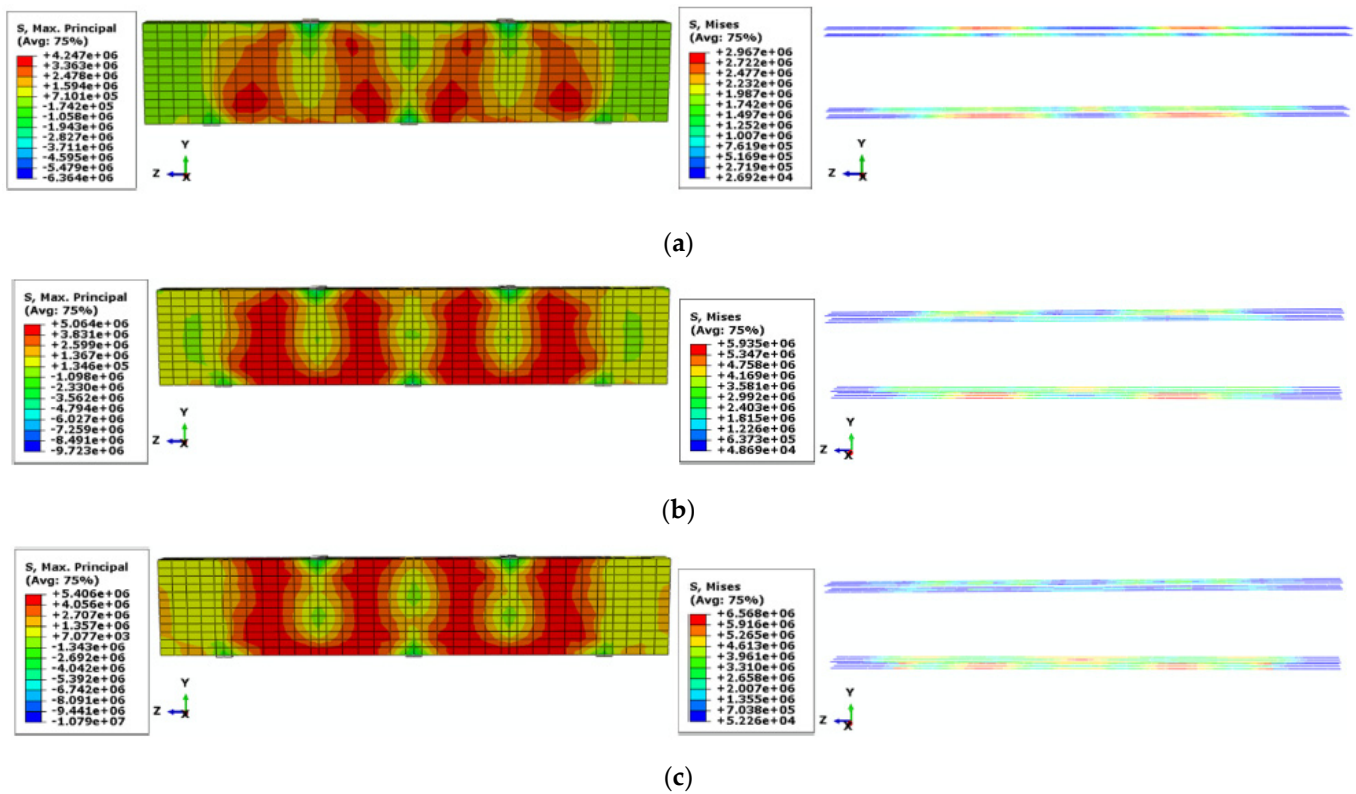 S, Max. Principal
(Avg: 75%)
+4.247e+06
+3.363e+06
+2.478e+06
+1.594e+06
+7.101e+05
-1.742e+05
-1.058e+06
-1.943e+06
-2.827e+06
-3.711e+06
-4.595e+06
-5.479e+06
-6.364e+06
Y
Z
X
S, Mises
(Avg: 75%)
+2.967e+06
+2.722e+06
+2.477e+06
+2.232e+06
+1.987e+06
+1.742e+06
+1.497e+06
+1.252e+06
+1.007e+06
+7.619e+05
+5.169e+05
+2.719e+05
+2.692e+04
Y
Z
X
(a)
S, Max. Principal
(Avg: 75%)
+5.064e+06
+3.831e+06
+2.599e+06
+1.367e+06
+1.346e+05
-1.098e+06
-2.330e+06
-3.562e+06
-4.794e+06
-6.027e+06
-7.259e+06
-8.491e+06
-9.723e+06
Y
Z
X
S, Mises
(Avg: 75%)
+5.935e+06
+5.347e+06
+4.758e+06
+4.169e+06
+3.581e+06
+2.992e+06
+2.403e+06
+1.815e+06
+1.226e+06
+6.373e+05
+4.869e+04
Y
Z
X
(b)
S, Max. Principal
(Avg: 75%)
+5.406e+06
+4.056e+06
+2.707e+06
+1.357e+06
+7.077e+03
-1.343e+06
-2.692e+06
-4.042e+06
-5.392e+06
-6.742e+06
-8.091e+06
-9.441e+06
-1.079e+07
Y
Z
X
S, Mises
(Avg: 75%)
+6.568e+06
+5.916e+06
+5.265e+06
+4.613e+06
+3.961e+06
+3.310e+06
+2.658e+06
+2.007e+06
+1.355e+06
+7.038e+05
+5.226e+04
Y
Z
X
(c)